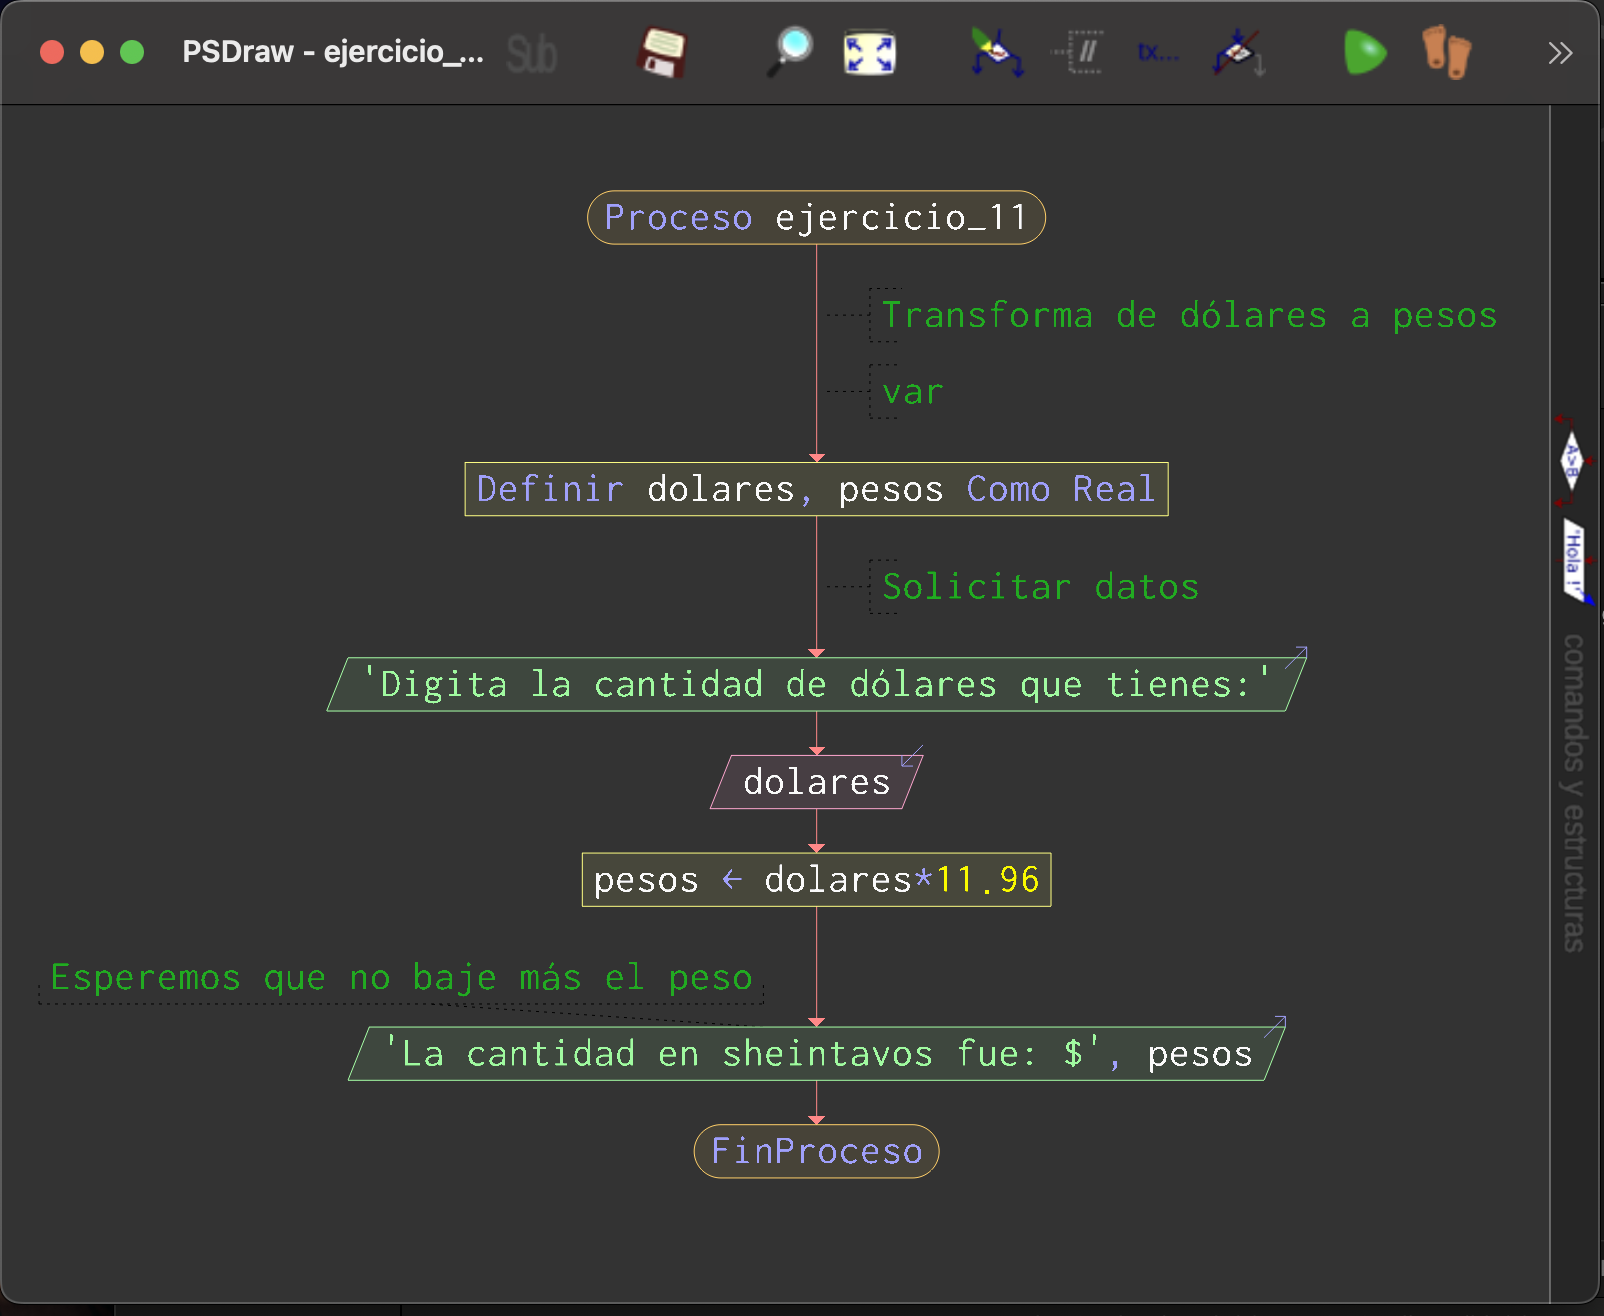 PSDraw - ejercicio_...
Sub
//
tx...
Proceso ejercicio_11
Transforma de dólares a pesos
var
Definir dolares, pesos Como Real
Solicitar datos
'Digita la cantidad de dólares que tienes:'
dolares
pesos ← dolares*11.96
Esperemos que no baje más el peso
'La cantidad en sheintavos fue: $', pesos
FinProceso
A>B
"Hola !"
comandos y estructuras